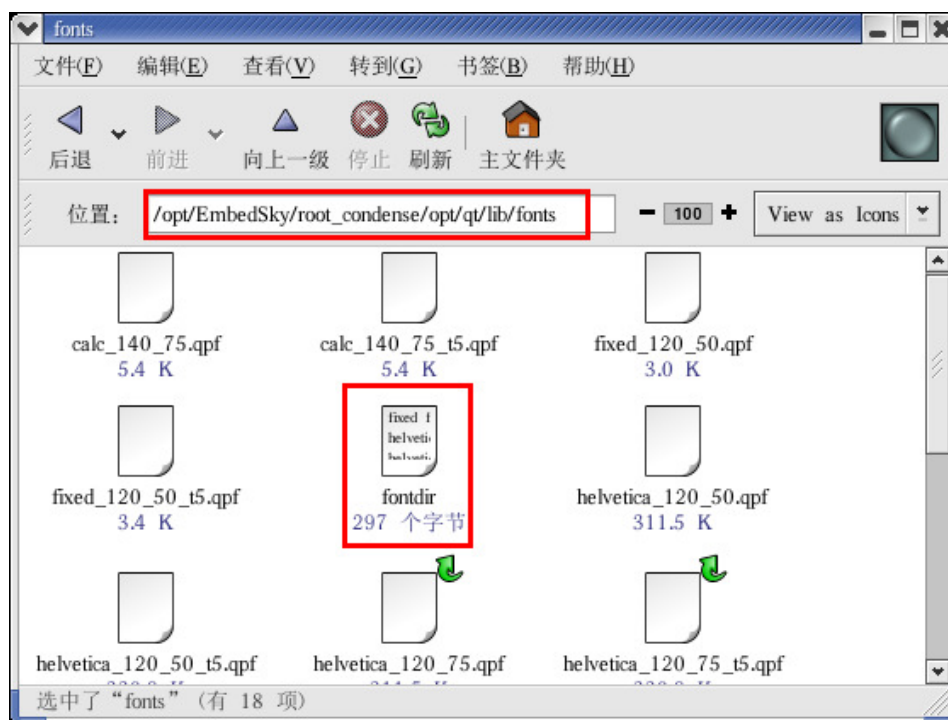 fonts
文件(F) 编辑(E) 查看(V) 转到(G) 书签(B) 帮助(H)
后退 前进 向上一级 停止 刷新 主文件夹
位置： /opt/EmbedSky/root_condense/opt/qt/lib/fonts 100 View as Icons
calc_140_75.qpf calc_140_75_t5.qpf fixed_120_50.qpf
5.4 K 5.4 K 3.0 K
fixed f
helveti
fixed_120_50_t5.qpf fontdir helvetica_120_50.qpf
3.4 K 297 个字节 311.5 K
helvetica_120_50_t5.qpf helvetica_120_75.qpf helvetica_120_75_t5.qpf
选中了“fonts” (有 18 项)